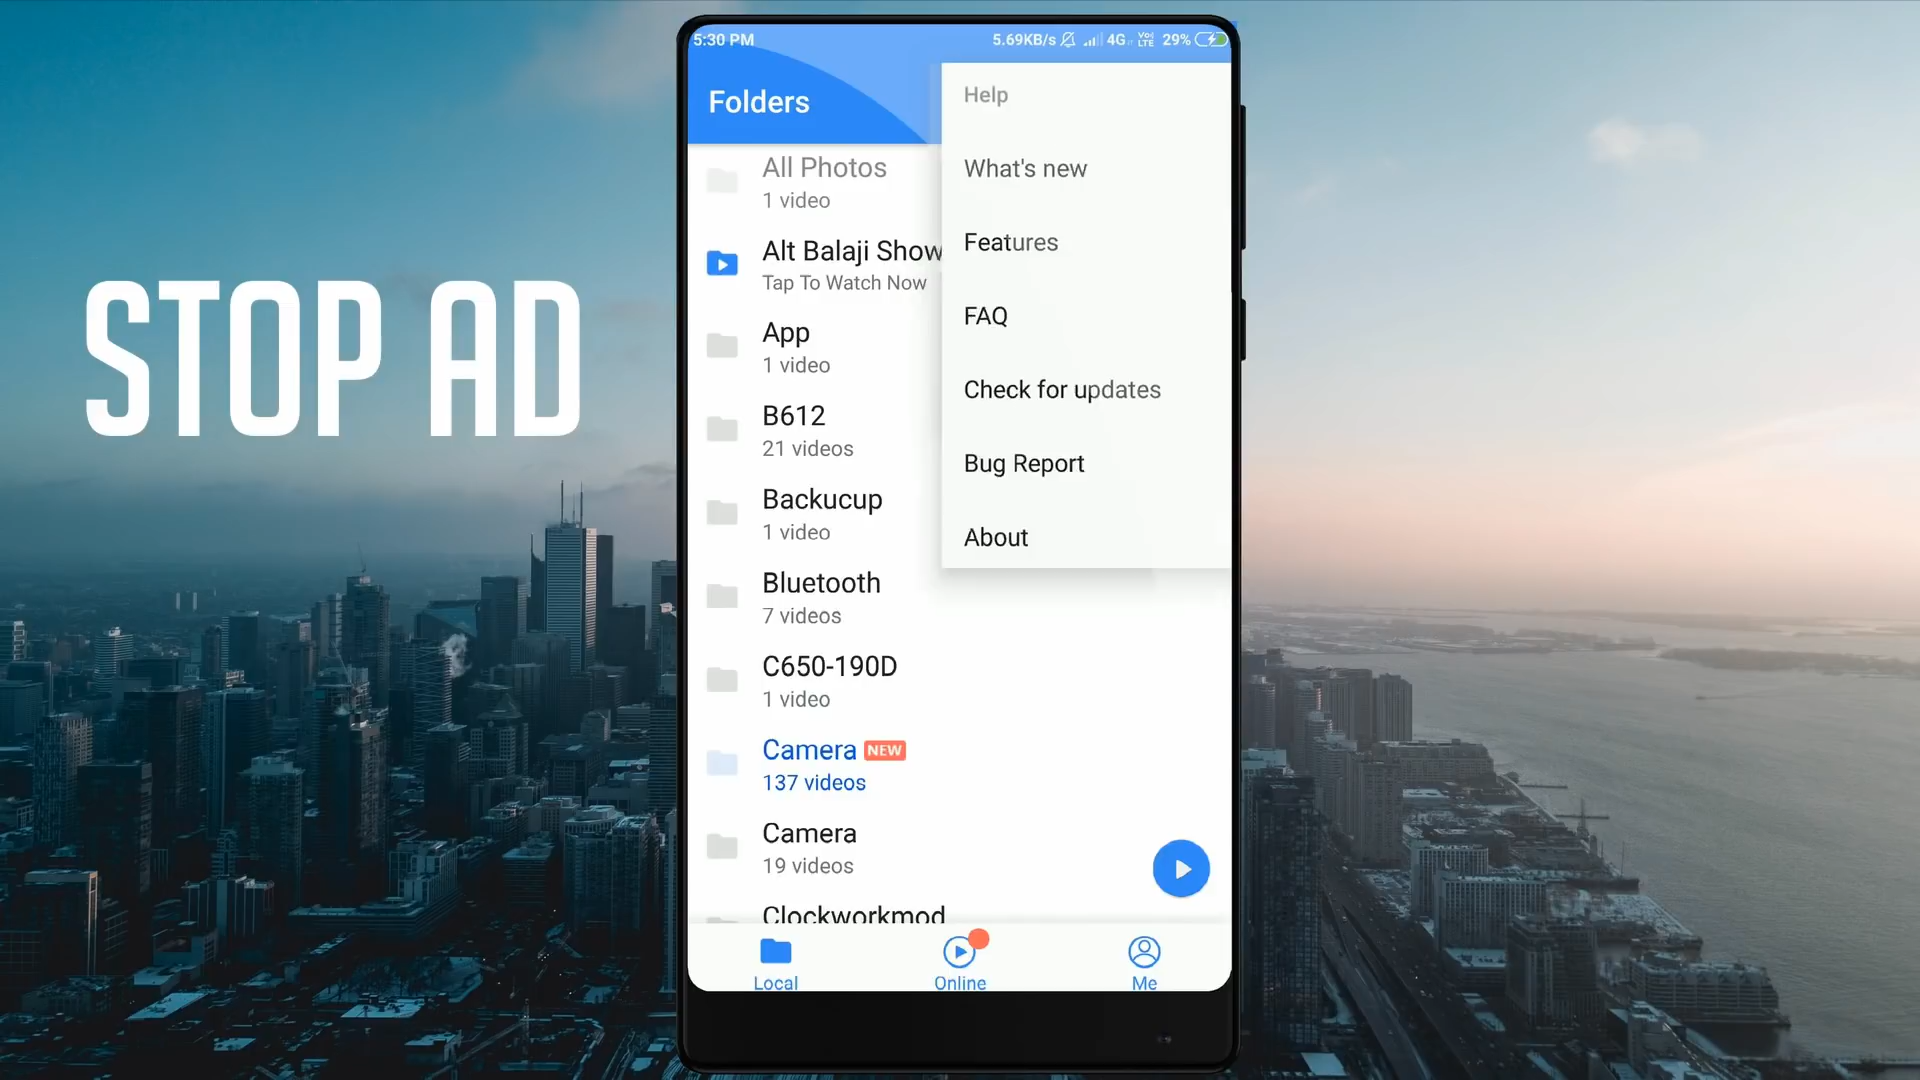 STOP AD
5:30 PM
5.69KB/s 4G Vo) LTE 29%
Folders
All Photos
1 video
Alt Balaji Show
Tap To Watch Now
App
1 video
B612
21 videos
Backucup
1 video
Bluetooth
7 videos
C650-190D
1 video
Camera NEW
137 videos
Camera
19 videos
Clockworkmod
Help
What's new
Features
FAQ
Check for updates
Bug Report
About
Local
Online
Me